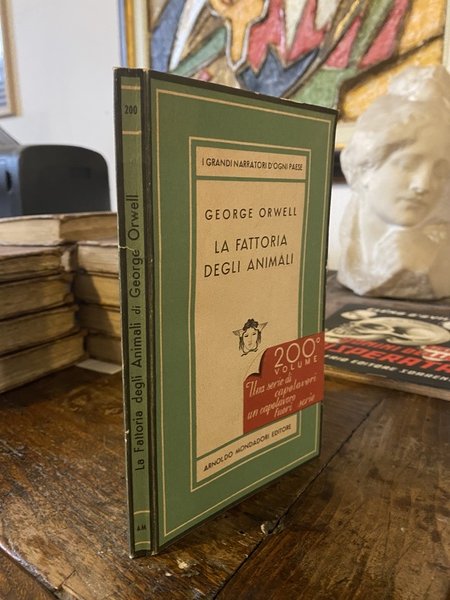 200
La Fattoria degli Animali di George Orwell
A.M.
I GRANDI NARRATORI D'OGNI PAESE
GEORGE ORWELL
LA FATTORIA
DEGLI ANIMALI
200°
VOLUME
Una serie di
capolavori
un capolavoro
fuori serie
ARNOLDO MONDADORI EDITORE